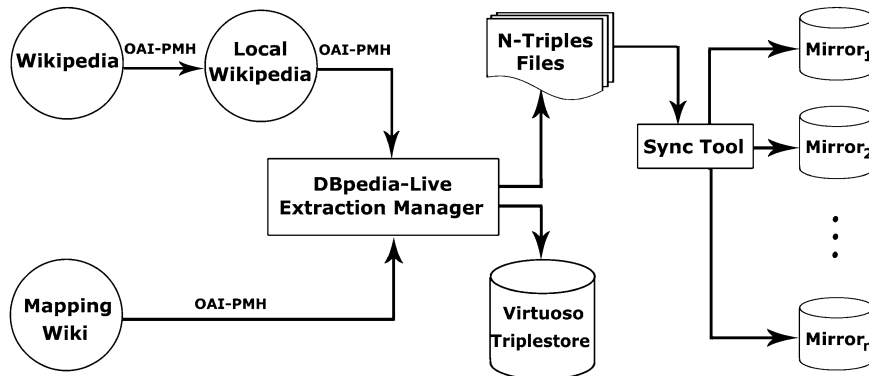 Wikipedia
OAI-PMH
Local
Wikipedia
OAI-PMH
N-Triples
Files
Sync Tool
Mirror1
Mirror2
Mirrorn
DBpedia-Live
Extraction Manager
Mapping
Wiki
OAI-PMH
Virtuoso
Triplestore